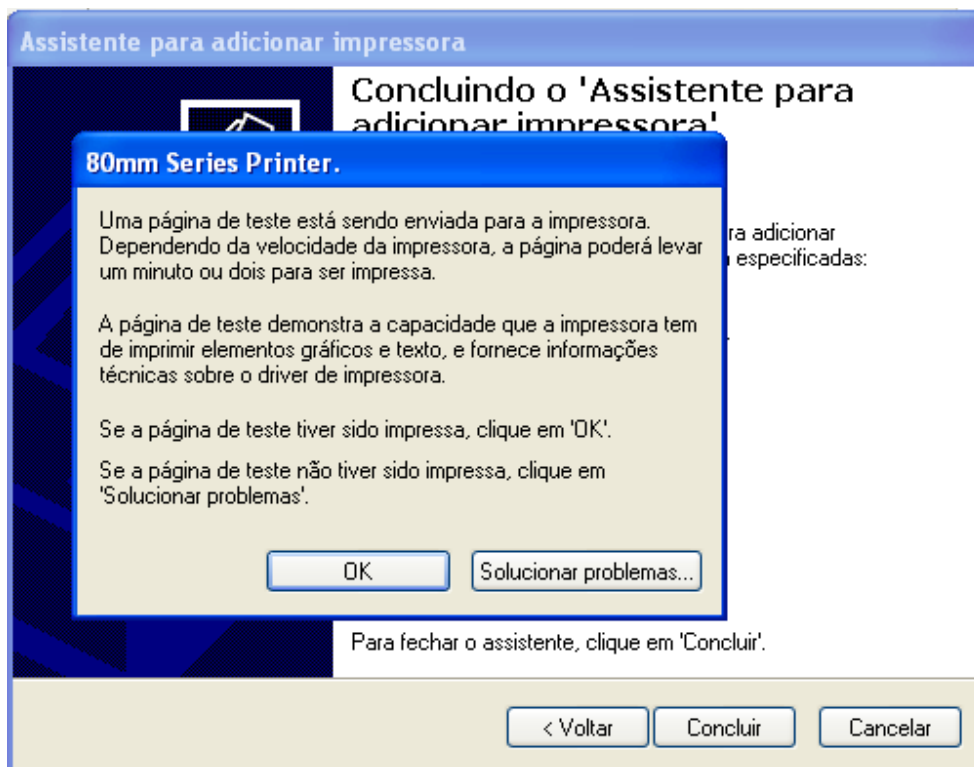 Assistente para adicionar impressora
Concluindo o 'Assistente para
adicionar impressora'
80mm Series Printer.
Uma página de teste está sendo enviada para a impressora.
Dependendo da velocidade da impressora, a página poderá levar
um minuto ou dois para ser impressa.
ra adicionar
especificadas:
A página de teste demonstra a capacidade que a impressora tem
de imprimir elementos gráficos e texto, e fornece informações
técnicas sobre o driver de impressora.
Se a página de teste tiver sido impressa, clique em 'OK'.
Se a página de teste não tiver sido impressa, clique em
'Solucionar problemas'.
OK
Solucionar problemas...
Para fechar o assistente, clique em 'Concluir'.
< Voltar
Concluir
Cancelar